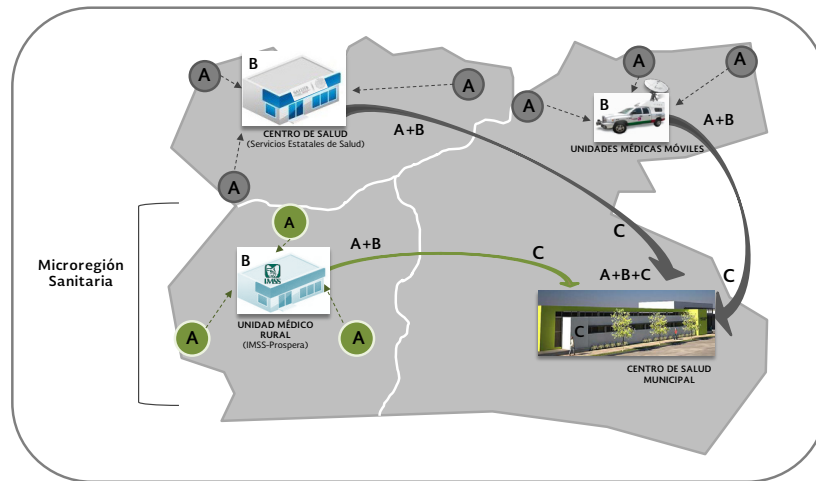 A
B
A
CENTRO DE SALUD
(Servicios Estatales de Salud)
A+B
A
A
A
A
B
UNIDADES MÉDICAS MÓVILES
A+B
Microregión
Sanitaria
A
B
IMSS
A+B
C
UNIDAD MÉDICO
RURAL
(IMSS-Prospera)
A
A
C
A+B+C
C
C
CENTRO DE SALUD
MUNICIPAL